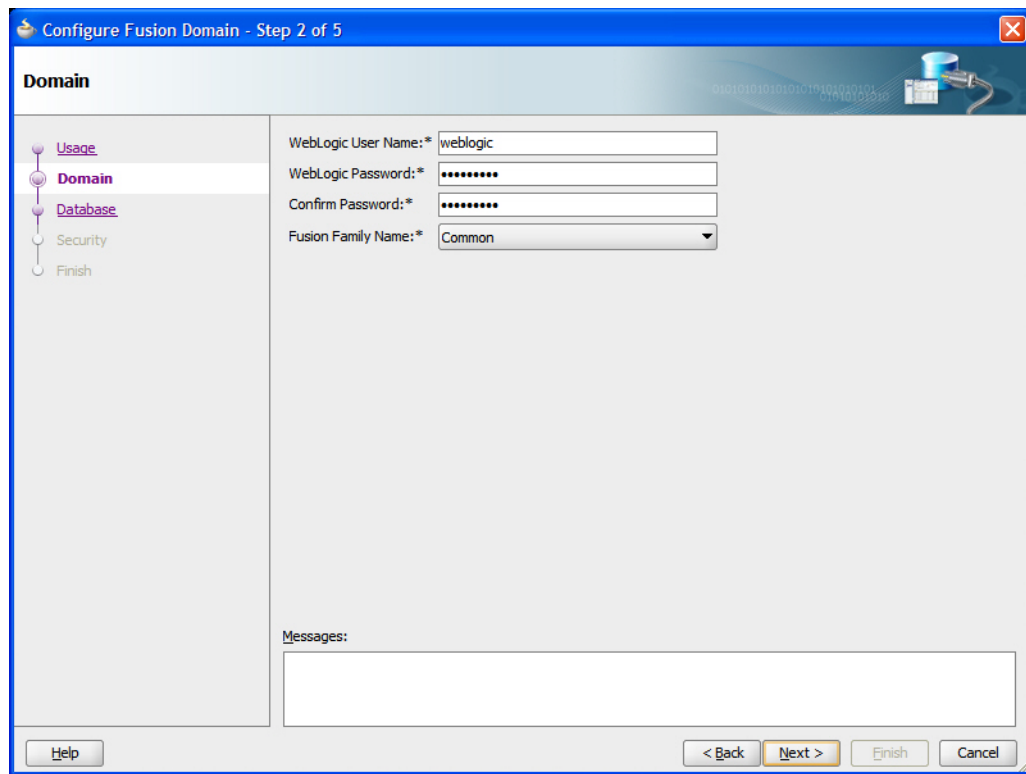 Configure Fusion Domain - Step 2 of 5
Domain
Usage
Domain
Database
Security
Finish
WebLogic User Name:* weblogic
WebLogic Password:* •••••••••
Confirm Password:* •••••••••
Fusion Family Name:* Common
Messages:
Help
< Back
Next >
Finish
Cancel